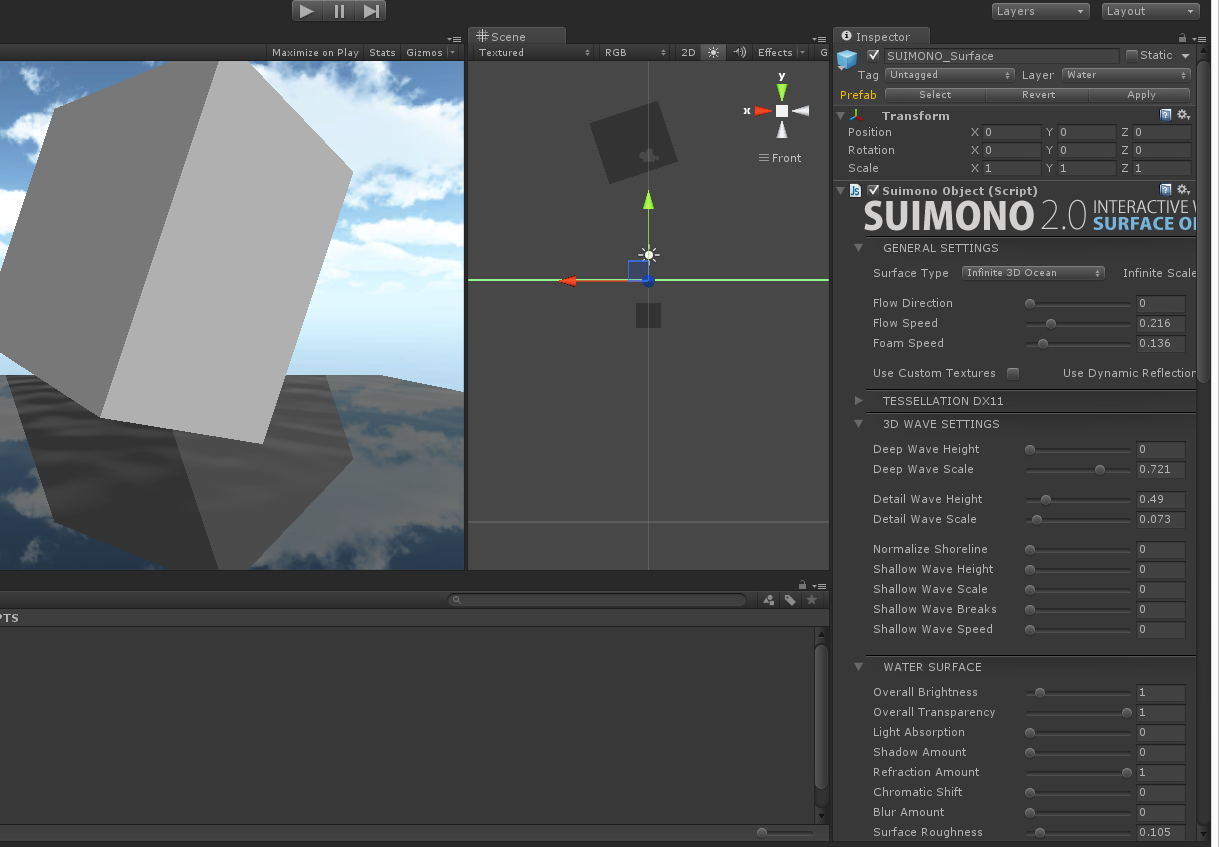 Layers Layout
Scene
Inspector
Maximize on Play Stats Gizmos
Textured RGB 2D Effects G
SUIMONO_Surface Static
Tag Untagged Layer Water
Prefab Select Revert Apply
y
x
Front
Transform
Position X 0 Y 0 Z 0
Rotation X 0 Y 0 Z 0
Scale X 1 Y 1 Z 1
Js Suimono Object (Script)
SUIMONO 2.0 INTERACTIVE W
SURFACE O
GENERAL SETTINGS
Surface Type Infinite 3D Ocean Infinite Scale
Flow Direction 0
Flow Speed 0.216
Foam Speed 0.136
Use Custom Textures Use Dynamic Reflection
TESSELLATION DX11
3D WAVE SETTINGS
Deep Wave Height 0
Deep Wave Scale 0.721
Detail Wave Height 0.49
Detail Wave Scale 0.073
Normalize Shoreline 0
Shallow Wave Height 0
Shallow Wave Scale 0
Shallow Wave Breaks 0
Shallow Wave Speed 0
PTS
WATER SURFACE
Overall Brightness 1
Overall Transparency 1
Light Absorption 0
Shadow Amount 0
Refraction Amount 1
Chromatic Shift 0
Blur Amount 0
Surface Roughness 0.105